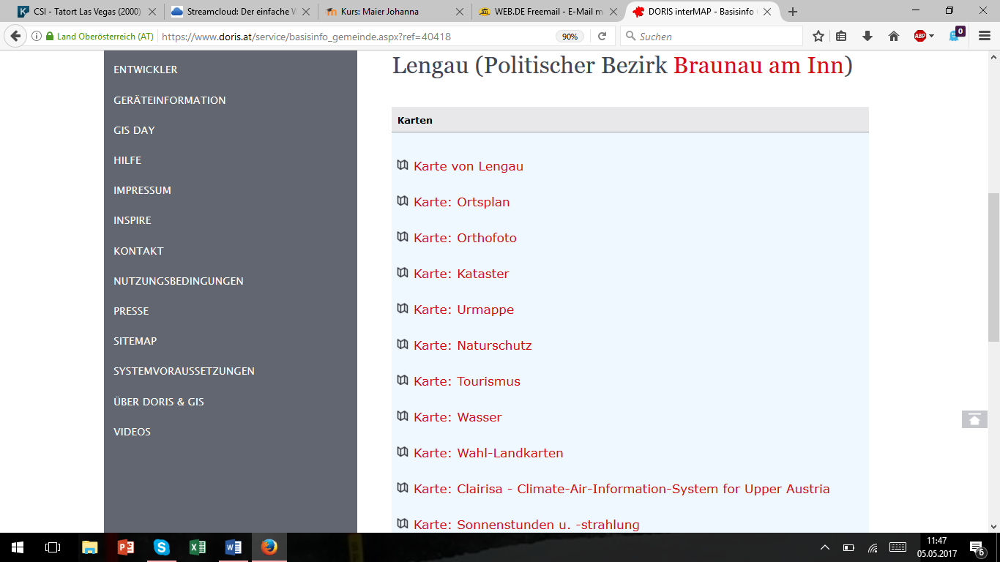 CSI - Tatort Las Vegas (2000)
Streamcloud: Der einfache W
Kurs: Maier Johanna
WEB.DE Freemail - E-Mail m
DORIS interMAP - Basisinfo
Land Oberösterreich (AT)
https://www.doris.at/service/basisinfo_gemeinde.aspx?ref=40418
90%
Suchen
ABP
0
ENTWICKLER
GERÄTEINFORMATION
GIS DAY
HILFE
IMPRESSUM
INSPIRE
KONTAKT
NUTZUNGSBEDINGUNGEN
PRESSE
SITEMAP
SYSTEMVORAUSSETZUNGEN
ÜBER DORIS & GIS
VIDEOS
Lengau (Politischer Bezirk Braunau am Inn)
Karten
Karte von Lengau
Karte: Ortsplan
Karte: Orthofoto
Karte: Kataster
Karte: Urmappe
Karte: Naturschutz
Karte: Tourismus
Karte: Wasser
Karte: Wahl-Landkarten
Karte: Clairisa - Climate-Air-Information-System for Upper Austria
Karte: Sonnenstunden u. -strahlung
11:47
05.05.2017
6